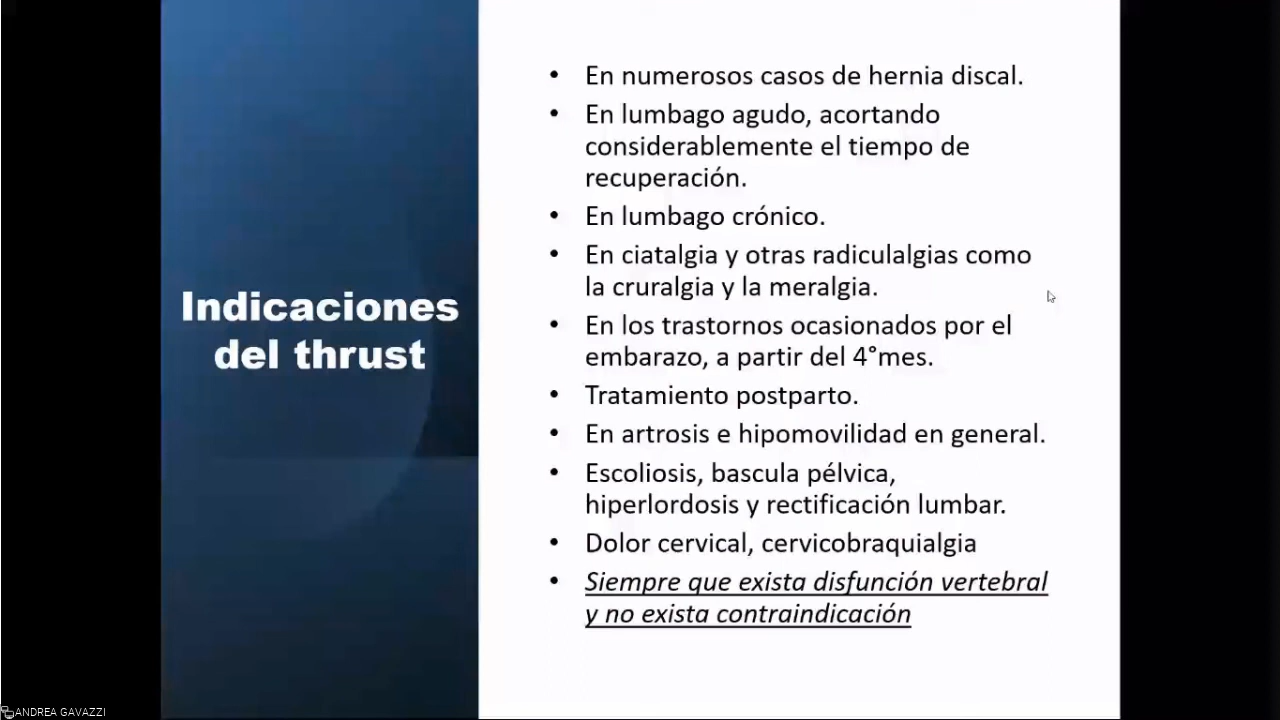 Indicaciones
del thrust
• En numerosos casos de hernia discal.
• En lumbago agudo, acortando
considerablemente el tiempo de
recuperación.
• En lumbago crónico.
• En ciatalgia y otras radiculalgias como
la cruralgia y la meralgia.
• En los trastornos ocasionados por el
embarazo, a partir del 4°mes.
• Tratamiento postparto.
• En artrosis e hipomovilidad en general.
• Escoliosis, bascula pélvica,
hiperlordosis y rectificación lumbar.
• Dolor cervical, cervicobraquialgia
• Siempre que exista disfunción vertebral
y no exista contraindicación
ANDREA GAVAZZI